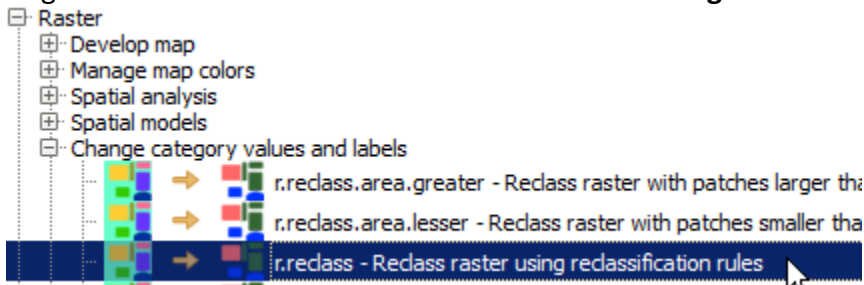 Raster
Develop map
Manage map colors
Spatial analysis
Spatial models
Change category values and labels
r.reclass.area.greater - Reclass raster with patches larger tha
r.reclass.area.lesser - Reclass raster with patches smaller tha
r.reclass - Reclass raster using reclassification rules